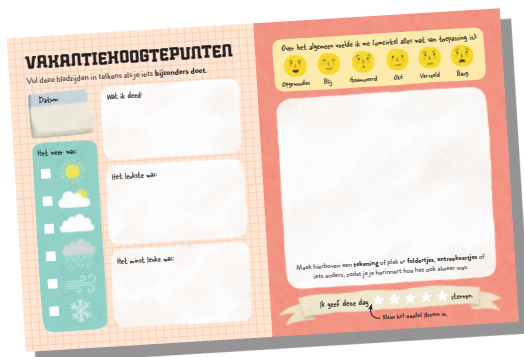 VAKANTIEHOOGTEPUNTEN
Vul deze bladzijden in telkens als je iets bijzonders doet.
Datum:
Wat ik deed:
Het weer was:
Het leukste was:
Het minst leuke was:
Over het algemeen voelde ik me (omcirkel alles wat van toepassing is):
Opgewonden Blij Geamuseerd Oké Verveeld Bang
Maak hierboven een tekening of plak er foldertjes, entreekaartjes of
iets anders, zodat je je herinnert hoe het ook alweer was.
Ik geef deze dag sterren.
Kleur het aantal sterren in.